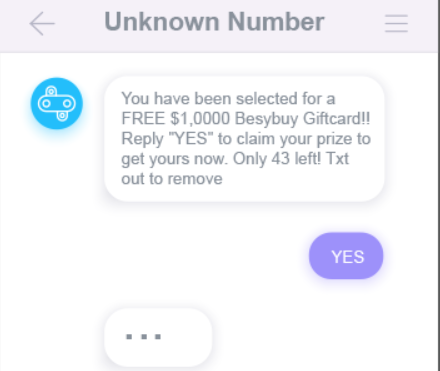 Unknown Number
You have been selected for a
FREE $1,0000 Besybuy Giftcard!!
Reply "YES" to claim your prize to
get yours now. Only 43 left! Txt
out to remove
YES